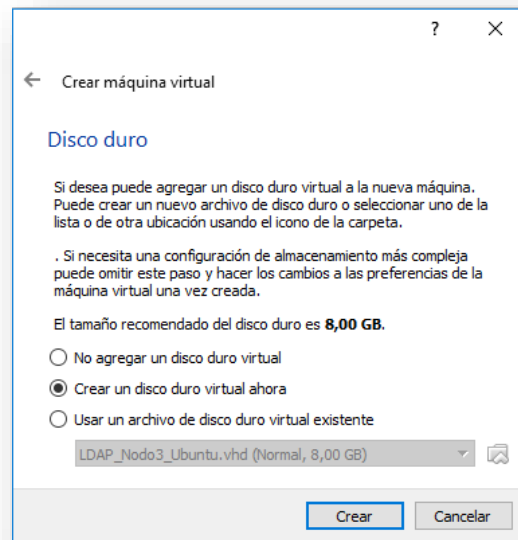 ?
Crear máquina virtual
Disco duro
Si desea puede agregar un disco duro virtual a la nueva máquina.
Puede crear un nuevo archivo de disco duro o seleccionar uno de la
lista o de otra ubicación usando el icono de la carpeta.
. Si necesita una configuración de almacenamiento más compleja
puede omitir este paso y hacer los cambios a las preferencias de la
máquina virtual una vez creada.
El tamaño recomendado del disco duro es 8,00 GB.
No agregar un disco duro virtual
Crear un disco duro virtual ahora
Usar un archivo de disco duro virtual existente
LDAP_Nodo3_Ubuntu.vhd (Normal, 8,00 GB)
Crear Cancelar